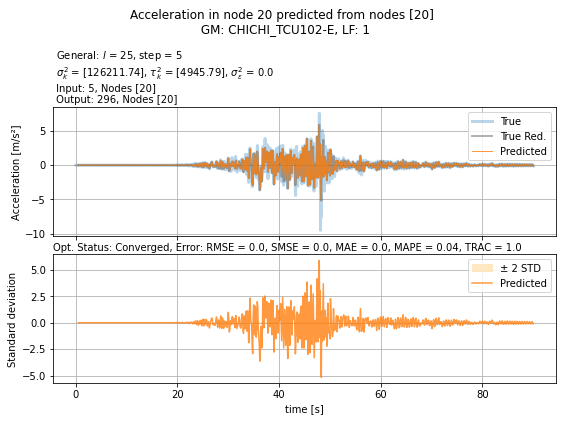 Acceleration in node 20 predicted from nodes [20]
GM: CHICHI_TCU102-E, LF: 1
General: l = 25, step = 5
σ²ₖ = [126211.74], τ²ₖ = [4945.79], σ²ε = 0.0
Input: 5, Nodes [20]
Output: 296, Nodes [20]
Acceleration [m/s²]
5
0
−5
−10
True
True Red.
Predicted
Opt. Status: Converged, Error: RMSE = 0.0, SMSE = 0.0, MAE = 0.0, MAPE = 0.04, TRAC = 1.0
Standard deviation
5.0
2.5
0.0
−2.5
−5.0
± 2 STD
Predicted
0 20 40 60 80
time [s]